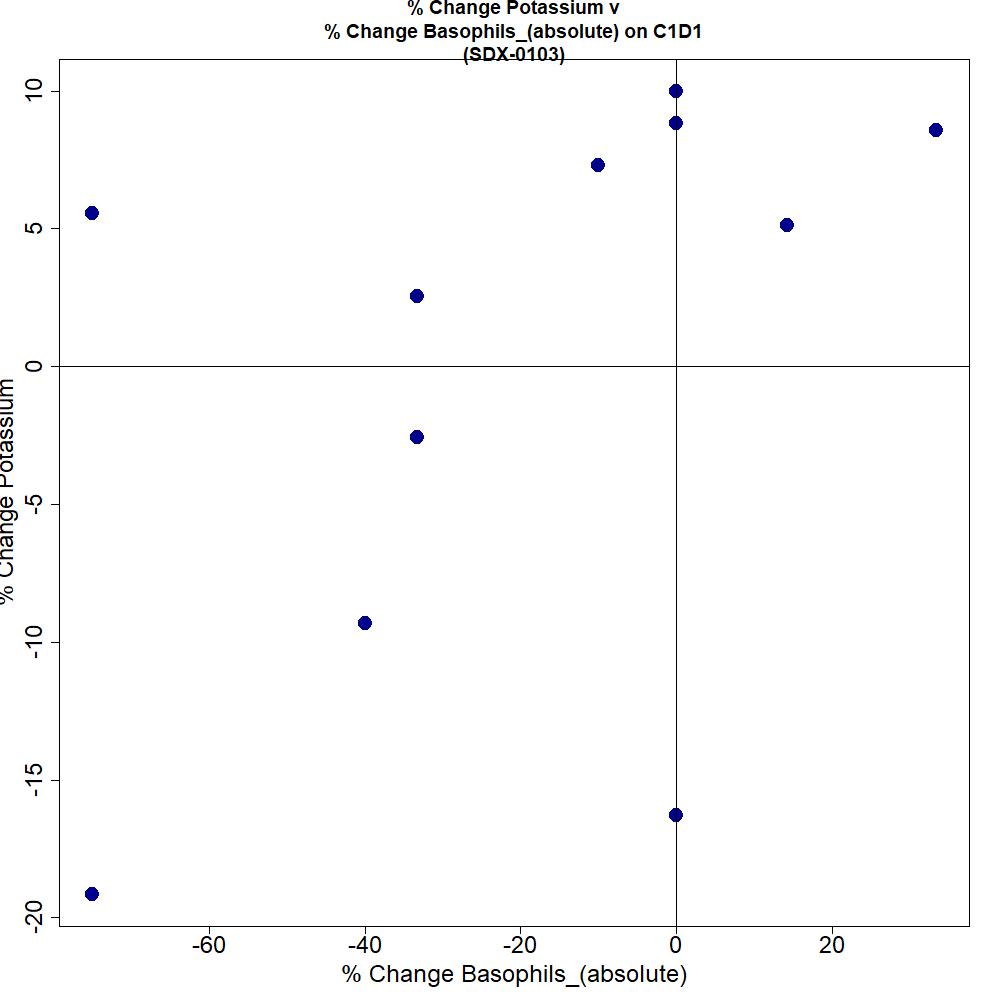 % Change Potassium v
% Change Basophils_(absolute) on C1D1
(SDX-0103)
10
5
0
-5
-10
-15
-20
% Change Potassium
-60
-40
-20
0
20
% Change Basophils_(absolute)